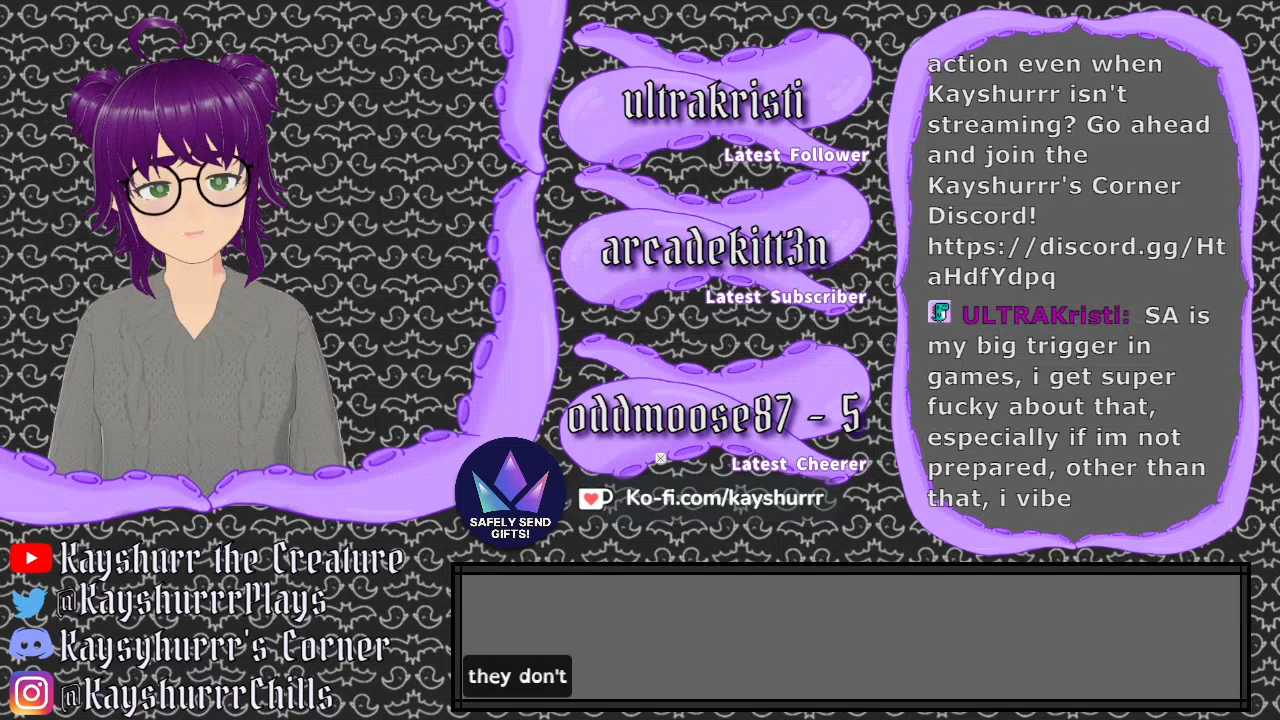 ultrakristi
Latest Follower
arcadekitt3n
Latest Subscriber
oddmoose87 - 5
Latest Cheerer
SAFELY SEND
GIFTS!
Ko-fi.com/kayshurrr
action even when
Kayshurrr isn't
streaming? Go ahead
and join the
Kayshurrr's Corner
Discord!
https://discord.gg/Ht
aHdfYdpq
ULTRAKristi: SA is
my big trigger in
games, i get super
fucky about that,
especially if im not
prepared, other than
that, i vibe
Kayshurr the Creature
@KayshurrrPlays
Kaysyhurrr's Corner
@KayshurrrChills
they don't